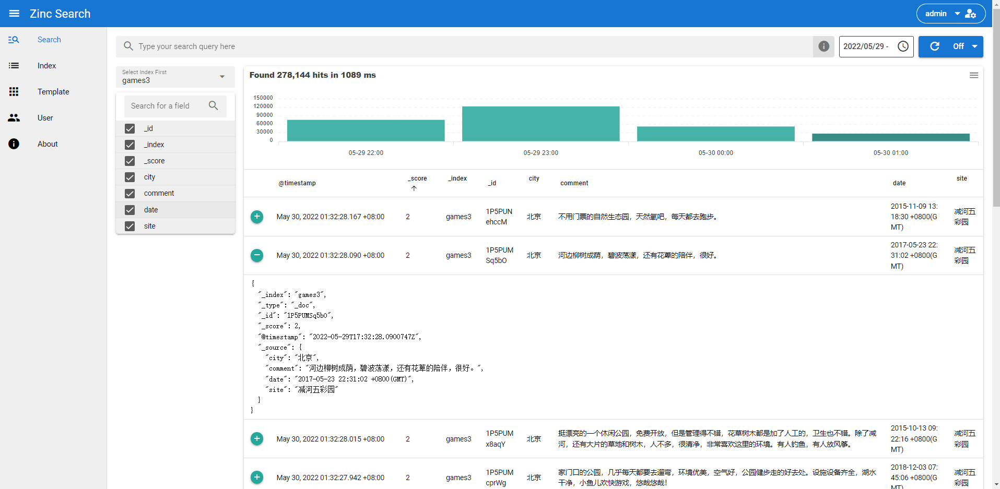 Zinc Search
admin
Search
Index
Template
User
About
Type your search query here
2022/05/29 -
Off
Select Index First
games3
Search for a field
_id
_index
_score
city
comment
date
site
Found 278,144 hits in 1089 ms
150000
120000
90000
60000
30000
0
05-29 22:00
05-29 23:00
05-30 00:00
05-30 01:00
@timestamp
_score
_index
_id
city
comment
date
site
May 30, 2022 01:32:28.167 +08:00
2
games3
1P5PUN
ehccM
北京
不用门票的自然生态园，天然氧吧，每天都去跑步。
2015-11-09 13:
18:30 +0800(G
MT)
减河五
彩园
May 30, 2022 01:32:28.090 +08:00
2
games3
1P5PUM
Sq5bO
北京
河边柳树成荫，碧波荡漾，还有花草的陪伴，很好。
2017-05-23 22:
31:02 +0800(G
MT)
减河五
彩园
{
"_index": "games3",
"_type": "_doc",
"_id": "1P5PUMSq5bO",
"_score": 2,
"@timestamp": "2022-05-29T17:32:28.0900747Z",
"_source": {
"city": "北京",
"comment": "河边柳树成荫，碧波荡漾，还有花草的陪伴，很好。",
"date": "2017-05-23 22:31:02 +0800(GMT)",
"site": "减河五彩园"
}
}
May 30, 2022 01:32:28.015 +08:00
2
games3
1P5PUM
x8aqY
北京
挺漂亮的一个休闲公园，免费开放，但是管理得不错，花草树木都是加了人工的，卫生也不错。除了减
河，还有大片的草地和树木，人不多，很清净，非常喜欢这里的环境。有人钓鱼，有人放风筝。
2015-10-13 09:
22:16 +0800(G
MT)
减河五
彩园
May 30, 2022 01:32:27.942 +08:00
2
games3
1P5PUM
cprWg
北京
家门口的公园，几乎每天都要去遛弯，环境优美，空气好，公园健步走的好去处。设施设备齐全，湖水
干净，小鱼儿欢快游戏，悠哉悠哉！
2018-12-03 07:
45:06 +0800(G
MT)
减河五
彩园